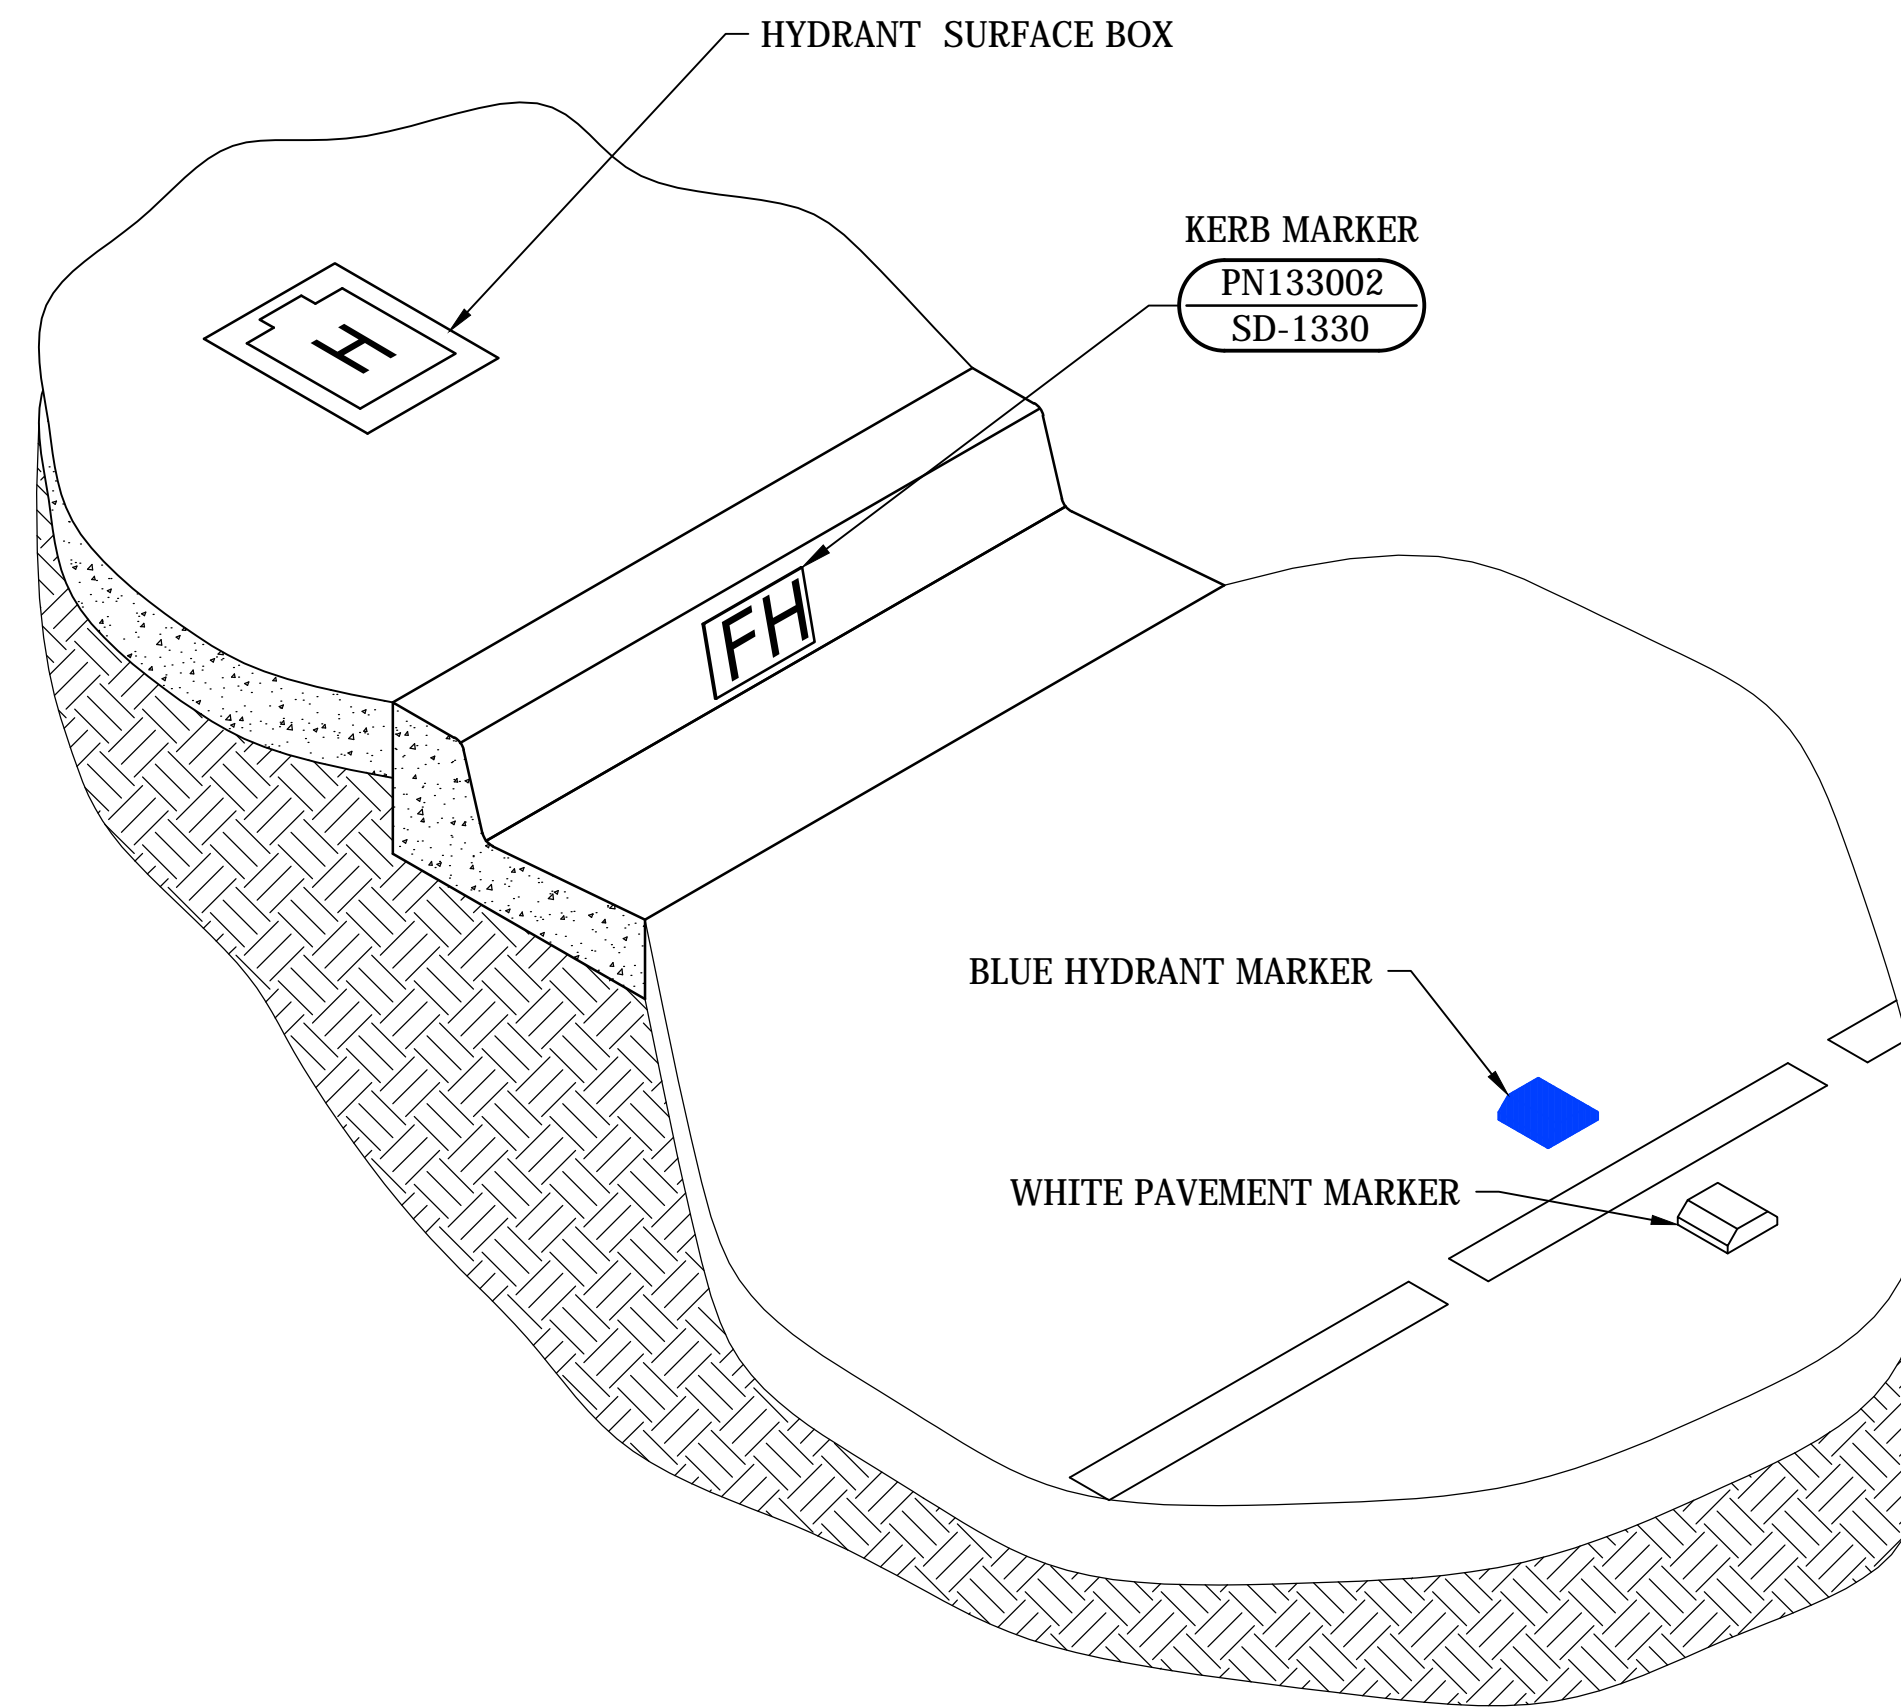 HYDRANT SURFACE BOX
KERB MARKER
PN133002
SD-1330
H
FH
BLUE HYDRANT MARKER
WHITE PAVEMENT MARKER